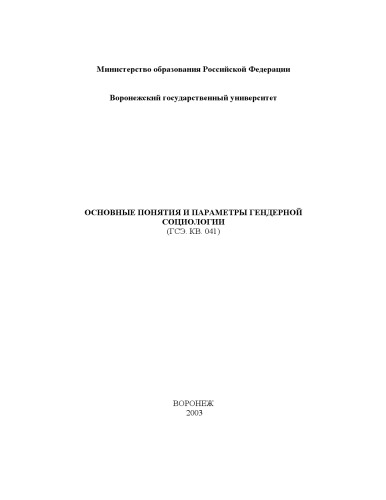 Министерство образования Российской Федерации
Воронежский государственный университет
ОСНОВНЫЕ ПОНЯТИЯ И ПАРАМЕТРЫ ГЕНДЕРНОЙ
СОЦИОЛОГИИ
(ГСЭ. КВ. 041)
ВОРОНЕЖ
2003